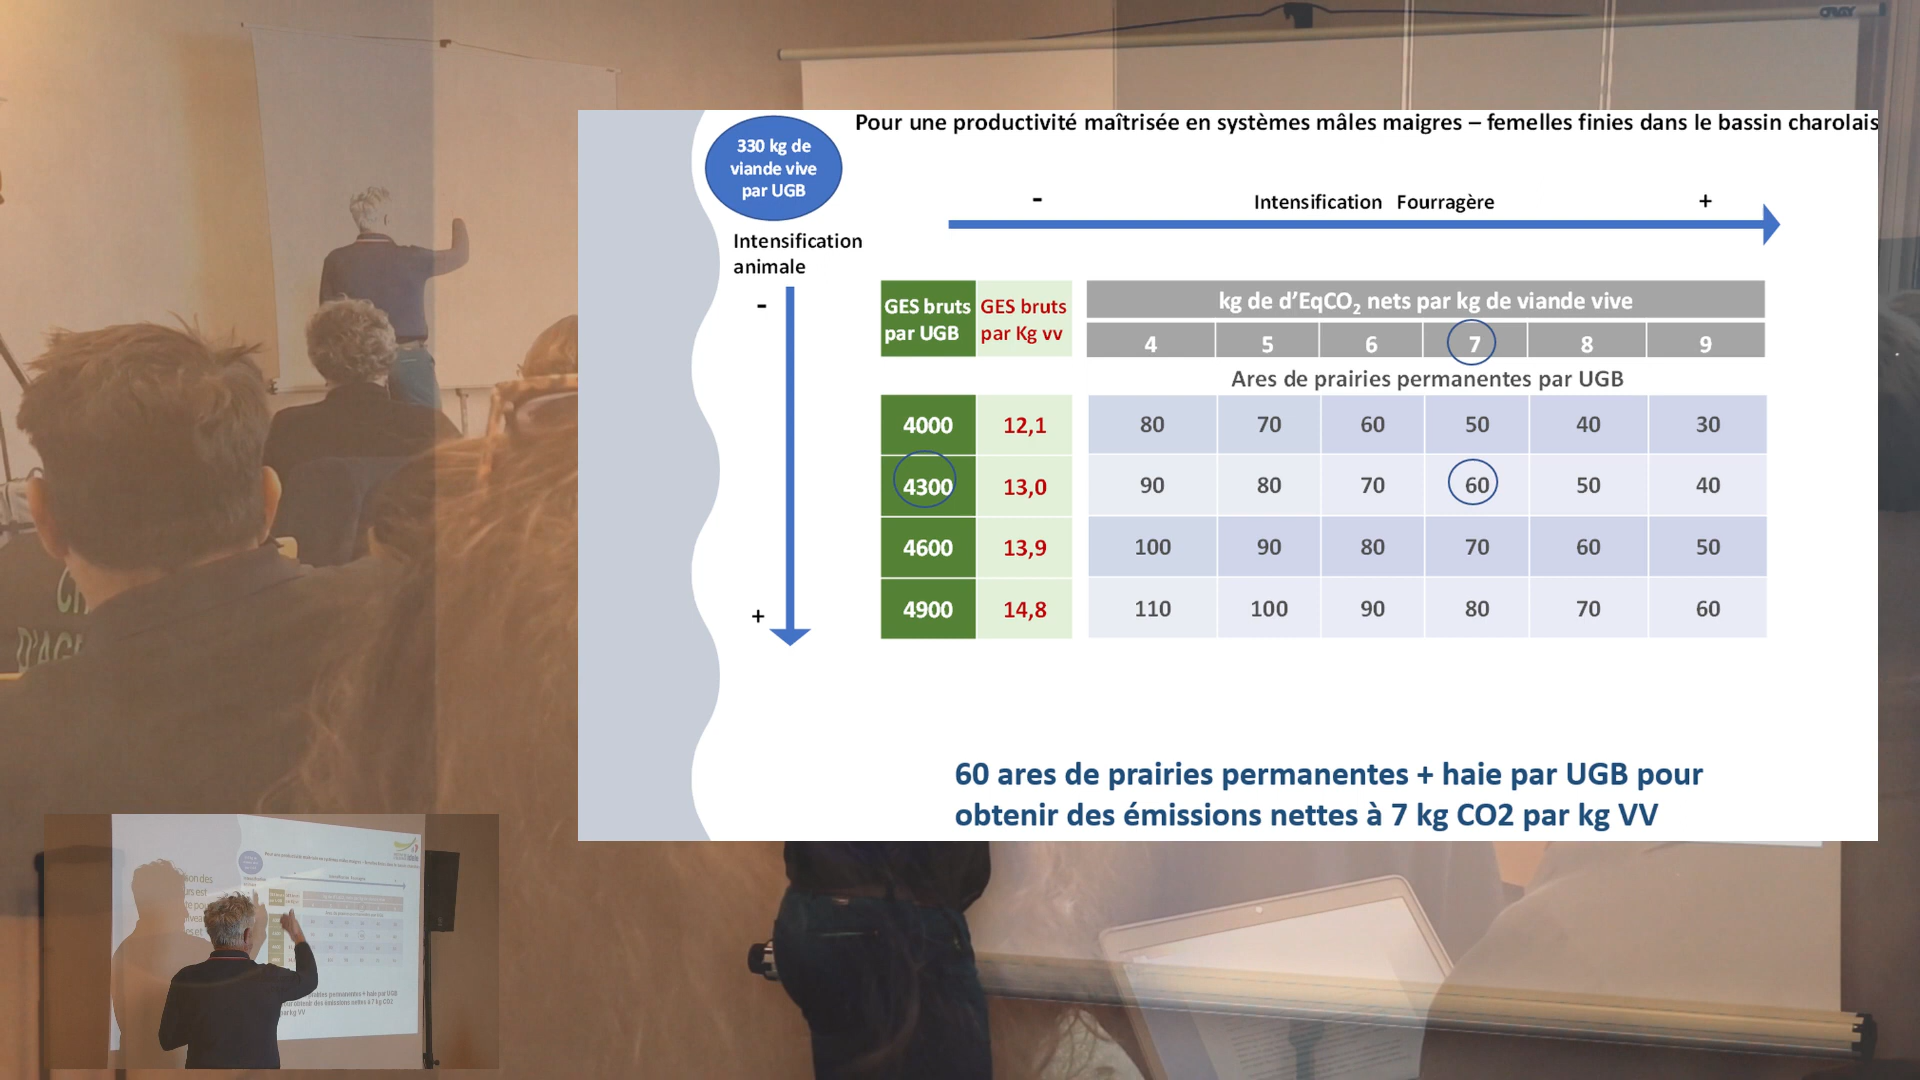 ORAY
Pour une productivité maîtrisée en systèmes mâles maigres – femelles finies dans le bassin charolais
330 kg de
viande vive
par UGB
- Intensification Fourragère +
Intensification
animale
-
+
GES bruts
par UGB
GES bruts
par Kg vv
kg de d’EqCO₂ nets par kg de viande vive
4 5 6 7 8 9
Ares de prairies permanentes par UGB
4000 12,1 80 70 60 50 40 30
4300 13,0 90 80 70 60 50 40
4600 13,9 100 90 80 70 60 50
4900 14,8 110 100 90 80 70 60
60 ares de prairies permanentes + haie par UGB pour
obtenir des émissions nettes à 7 kg CO2 par kg VV